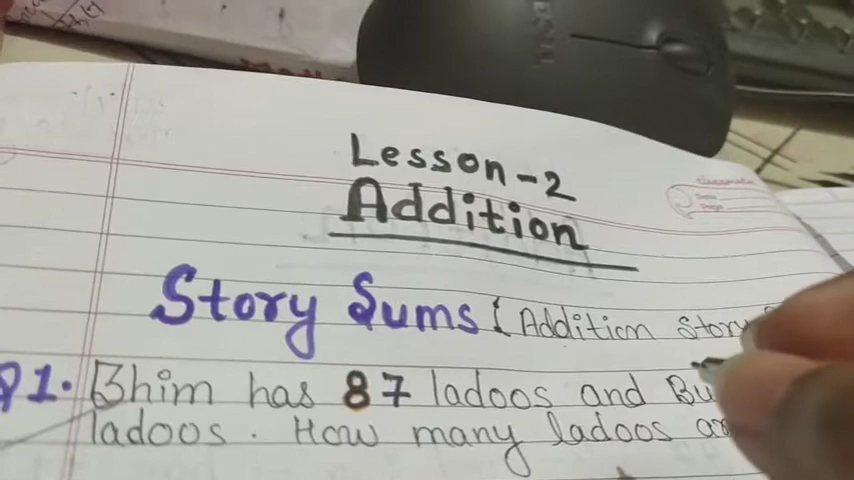 Lesson-2
Addition
Story Sums [Addition Story
Q1. Bhim has 87 ladoos and
ladoos. How many ladoos